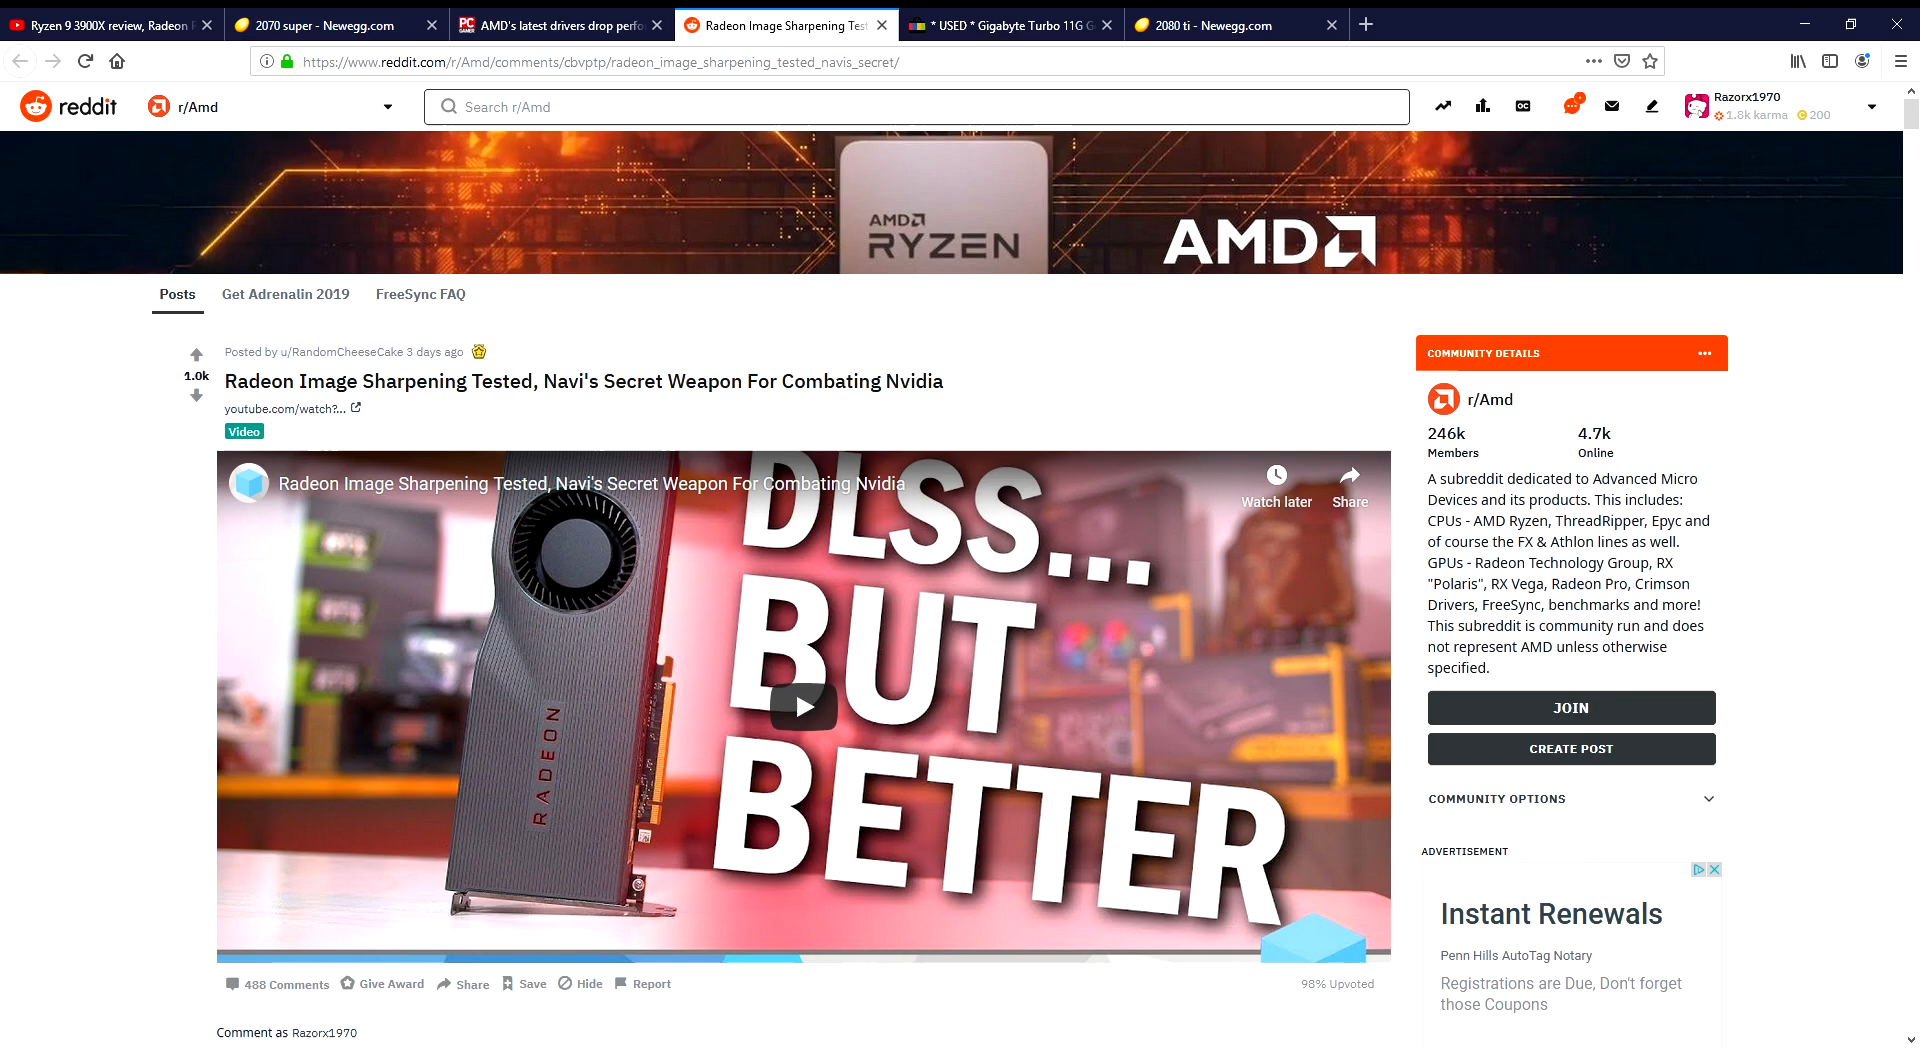 Ryzen 9 3900X review, Radeon
2070 super - Newegg.com
AMD's latest drivers drop perfo
Radeon Image Sharpening Test
* USED * Gigabyte Turbo 11G G
2080 ti - Newegg.com
https://www.reddit.com/r/Amd/comments/cbvptp/radeon_image_sharpening_tested_navis_secret/
reddit
r/Amd
Search r/Amd
Razorx1970
1.8k karma
200
AMD
RYZEN
AMD
Posts
Get Adrenalin 2019
FreeSync FAQ
Posted by u/RandomCheeseCake 3 days ago
1.0k
Radeon Image Sharpening Tested, Navi's Secret Weapon For Combating Nvidia
youtube.com/watch?...
Video
Radeon Image Sharpening Tested, Navi's Secret Weapon For Combating Nvidia
Watch later
Share
DLSS...
BUT
BETTER
RADEON
488 Comments
Give Award
Share
Save
Hide
Report
98% Upvoted
Comment as Razorx1970
COMMUNITY DETAILS
r/Amd
246k
Members
4.7k
Online
A subreddit dedicated to Advanced Micro
Devices and its products. This includes:
CPUs - AMD Ryzen, ThreadRipper, Epyc and
of course the FX & Athlon lines as well.
GPUs - Radeon Technology Group, RX
"Polaris", RX Vega, Radeon Pro, Crimson
Drivers, FreeSync, benchmarks and more!
This subreddit is community run and does
not represent AMD unless otherwise
specified.
JOIN
CREATE POST
COMMUNITY OPTIONS
ADVERTISEMENT
Instant Renewals
Penn Hills AutoTag Notary
Registrations are Due, Don't forget
those Coupons